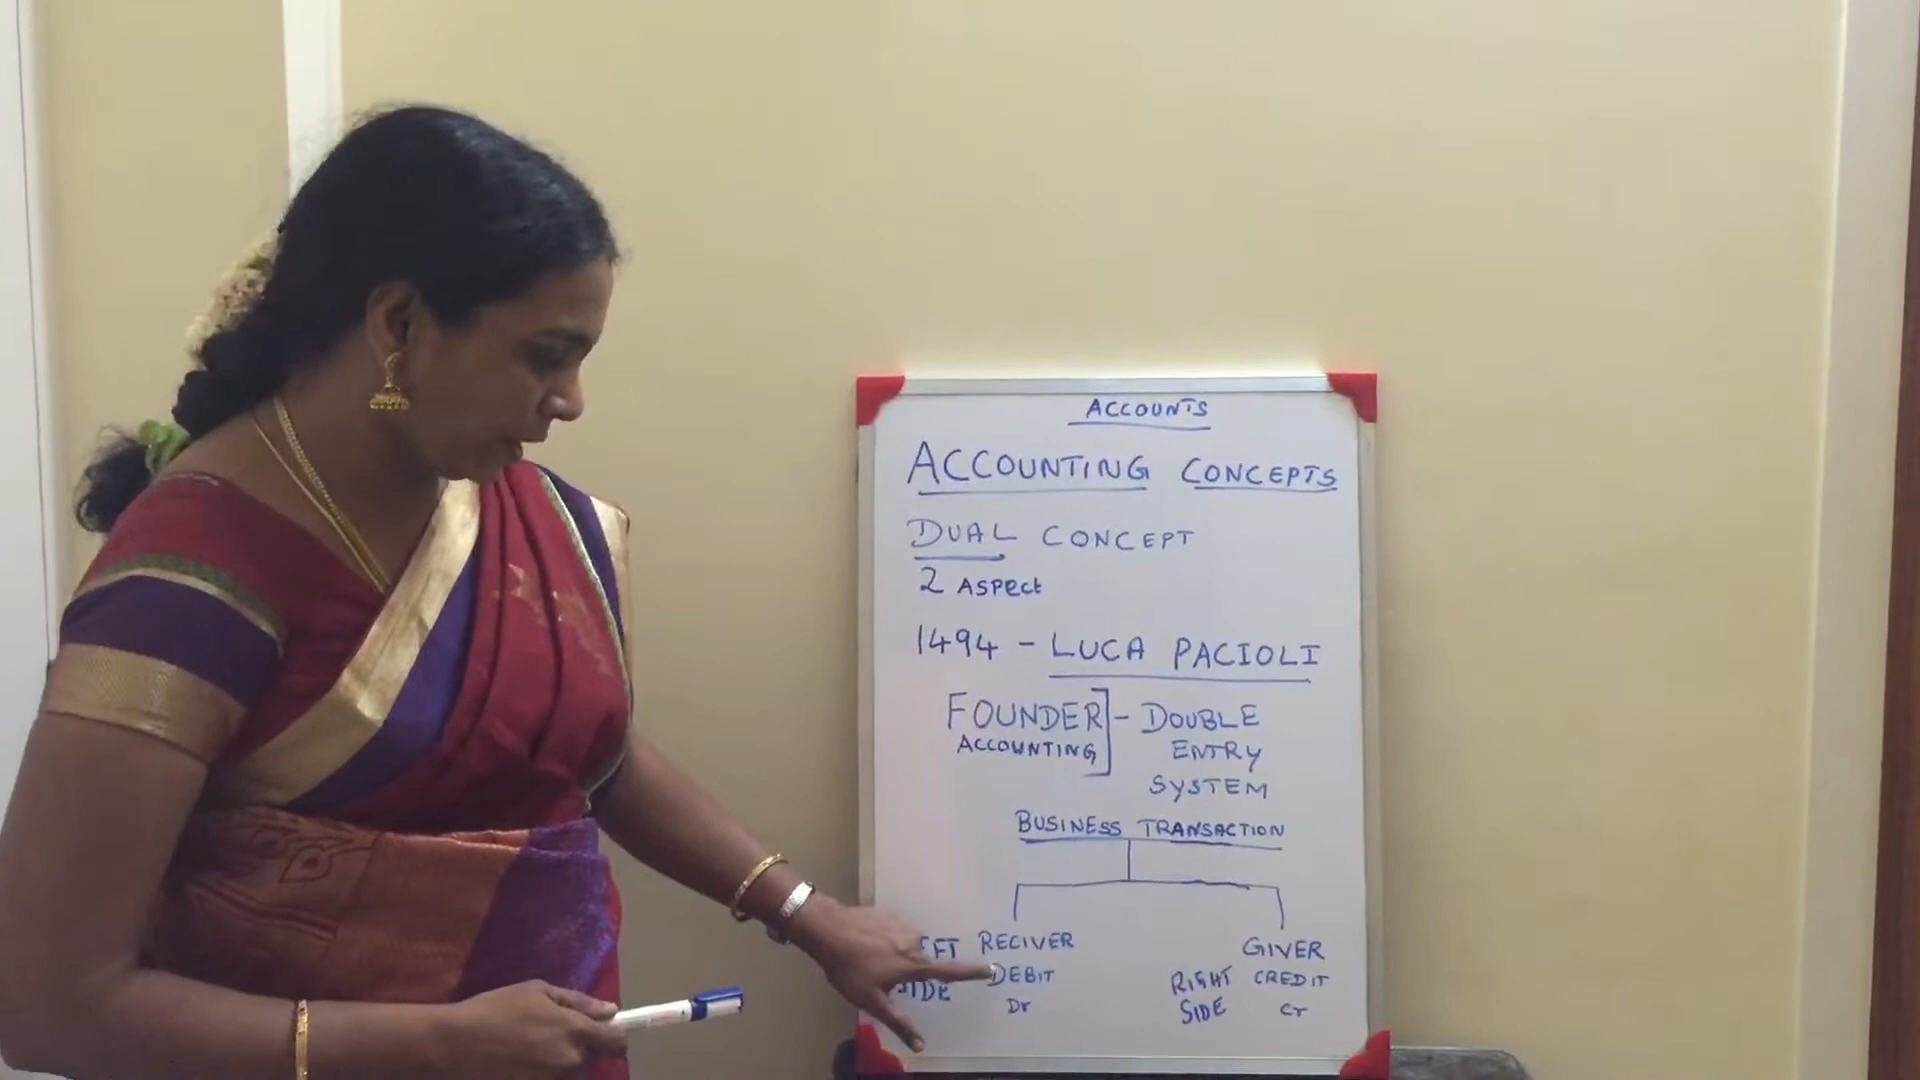 ACCOUNTS
ACCOUNTING CONCEPTS
DUAL CONCEPT
2 ASPECT
1494 - LUCA PACIOLI
FOUNDER ] - DOUBLE
ACCOUNTING ENTRY
SYSTEM
BUSINESS TRANSACTION
RECIVER GIVER
DEBIT RIGHT CREDIT
Dr SIDE Cr